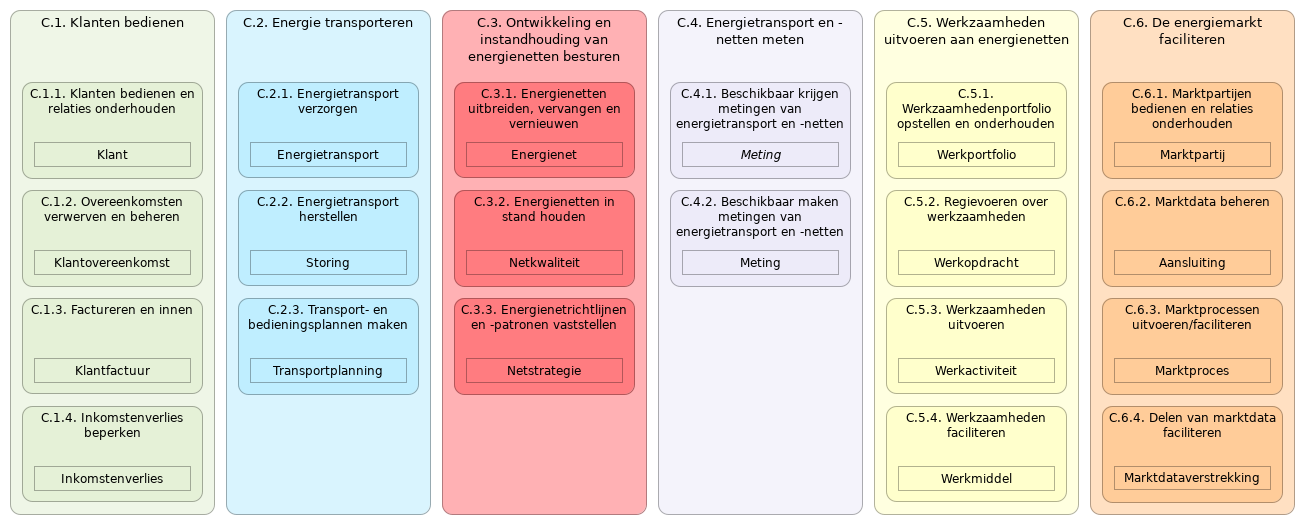 C.1. Klanten bedienen
C.1.1. Klanten bedienen en
relaties onderhouden
Klant
C.1.2. Overeenkomsten
verwerven en beheren
Klantovereenkomst
C.1.3. Factureren en innen
Klantfactuur
C.1.4. Inkomstenverlies
beperken
Inkomstenverlies
C.2. Energie transporteren
C.2.1. Energietransport
verzorgen
Energietransport
C.2.2. Energietransport
herstellen
Storing
C.2.3. Transport- en
bedieningsplannen maken
Transportplanning
C.3. Ontwikkeling en
instandhouding van
energienetten besturen
C.3.1. Energienetten
uitbreiden, vervangen en
vernieuwen
Energienet
C.3.2. Energienetten in
stand houden
Netkwaliteit
C.3.3. Energienetrichtlijnen
en -patronen vaststellen
Netstrategie
C.4. Energietransport en -
netten meten
C.4.1. Beschikbaar krijgen
metingen van
energietransport en -netten
Meting
C.4.2. Beschikbaar maken
metingen van
energietransport en -netten
Meting
C.5. Werkzaamheden
uitvoeren aan energienetten
C.5.1.
Werkzaamhedenportfolio
opstellen en onderhouden
Werkportfolio
C.5.2. Regievoeren over
werkzaamheden
Werkopdracht
C.5.3. Werkzaamheden
uitvoeren
Werkactiviteit
C.5.4. Werkzaamheden
faciliteren
Werkmiddel
C.6. De energiemarkt
faciliteren
C.6.1. Marktpartijen
bedienen en relaties
onderhouden
Marktpartij
C.6.2. Marktdata beheren
Aansluiting
C.6.3. Marktprocessen
uitvoeren/faciliteren
Marktproces
C.6.4. Delen van marktdata
faciliteren
Marktdataverstrekking